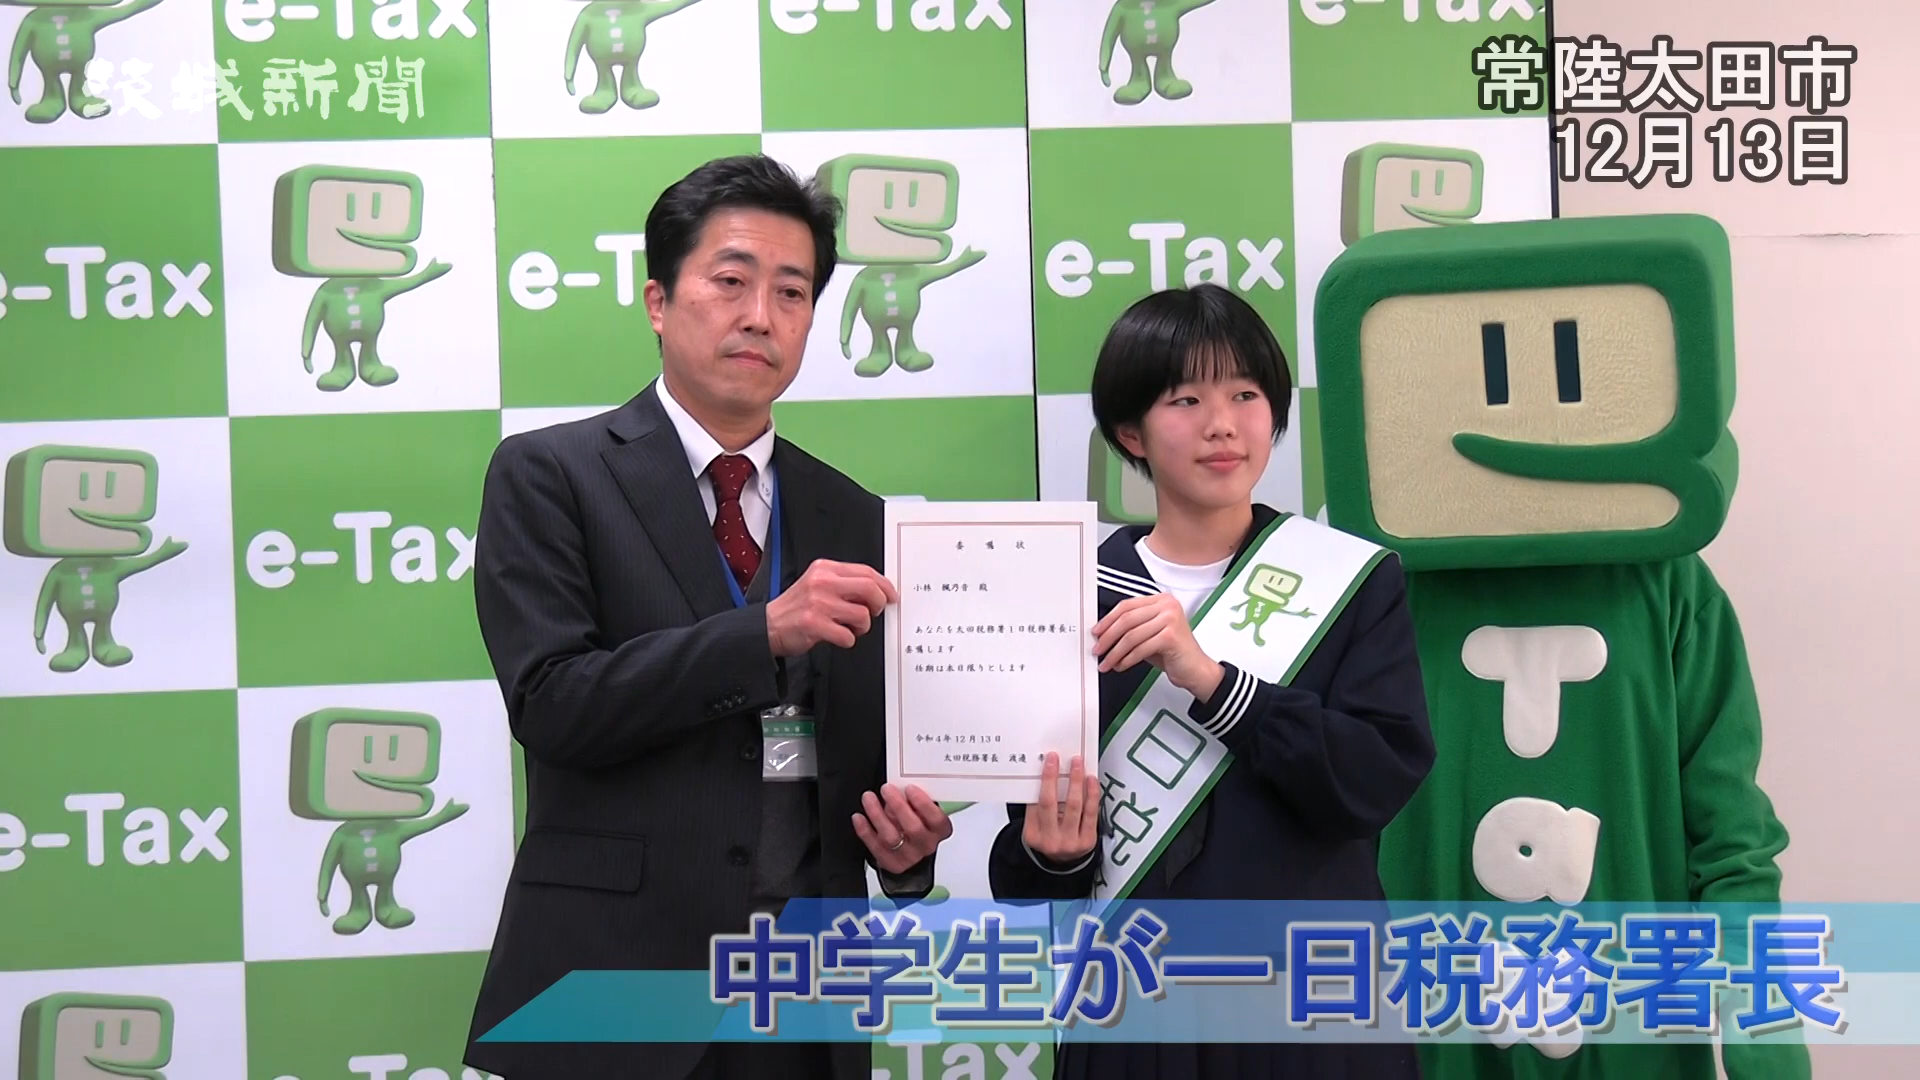 茨城新聞
常陸太田市
12月13日
e-Tax
e-Tax
e-Tax
e-Tax
e-Tax
e-Tax
委嘱状
小林 楓乃音 殿
あなたを太田税務署1日税務署長に
委嘱します
任期は本日限りとします
令和4年12月13日
太田税務署長 渡邉
日税
Tax
中学生が一日税務署長
e-Tax